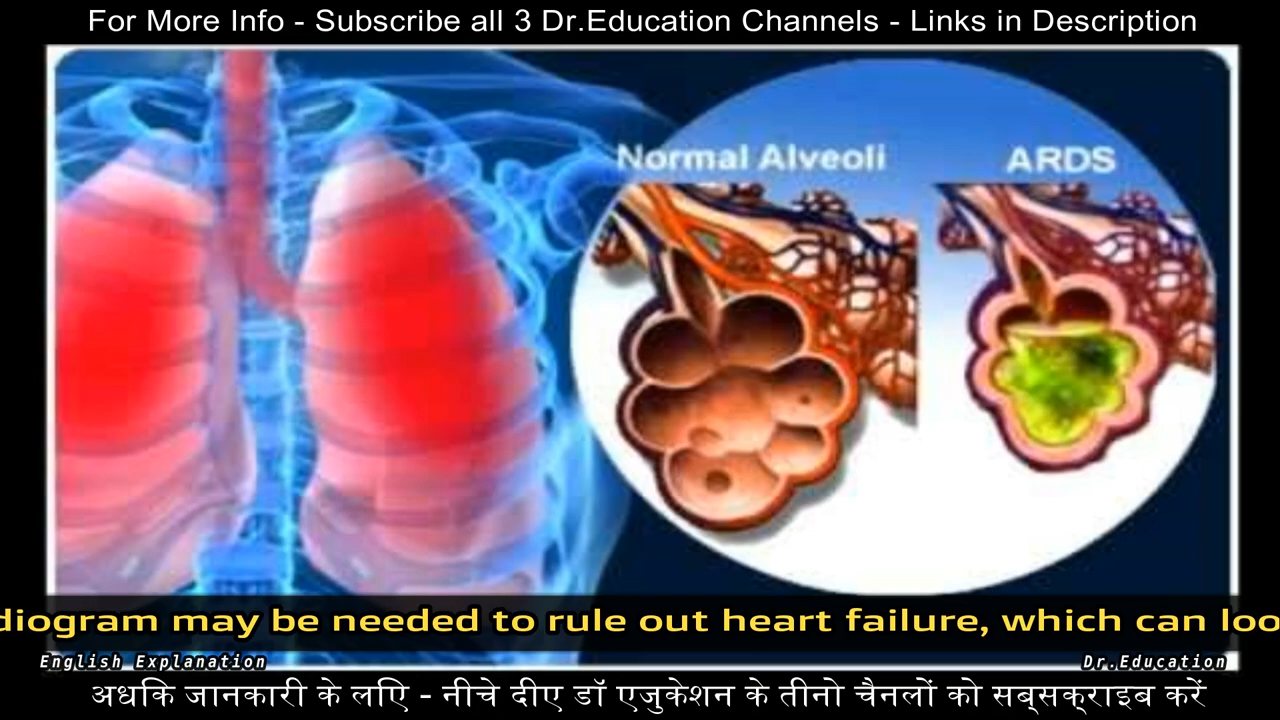 For More Info - Subscribe all 3 Dr.Education Channels - Links in Description
Normal Alveoli
ARDS
diogram may be needed to rule out heart failure, which can loo
English Explanation
Dr.Education
अधकि जानकारी के लएि - नीचे दीए डॉ एजुकेशन के तीनो चैनलों को सब्सक्राइब करें